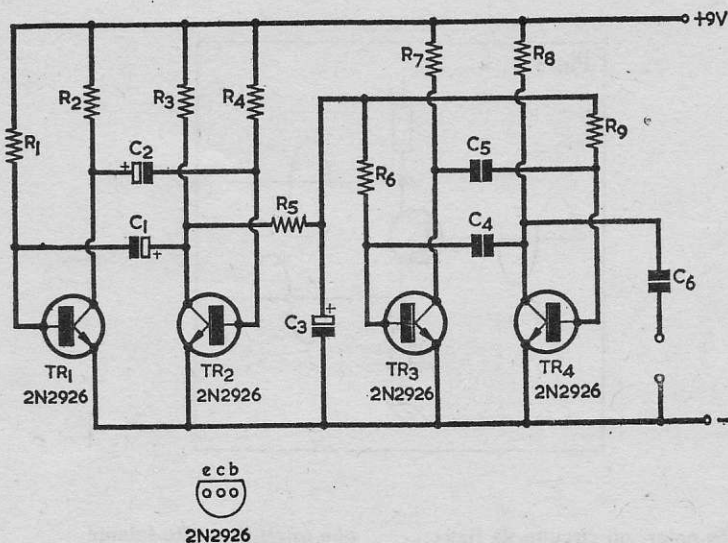 +9V
R1
R2
R3
R4
R5
R6
R7
R8
R9
C2
+
C1
+
C5
C4
C3
+
C6
TR1
2N2926
TR2
2N2926
TR3
2N2926
TR4
2N2926
-
e c b
2N2926